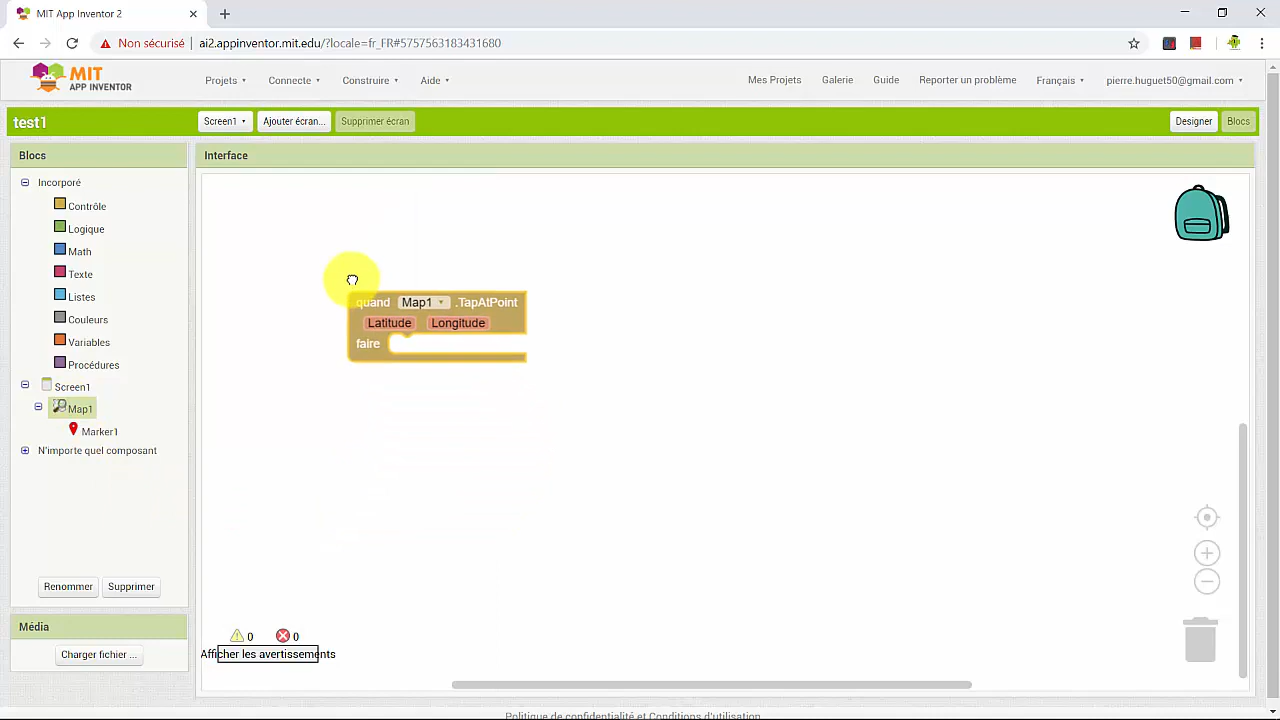 MIT App Inventor 2
Non sécurisé
ai2.appinventor.mit.edu/?locale=fr_FR#5757563183431680
MIT
APP INVENTOR
Projets
Connecte
Construire
Aide
Mes Projets
Galerie
Guide
Reporter un problème
Français
pierre.huguet50@gmail.com
test1
Screen1
Ajouter écran...
Supprimer écran
Designer
Blocs
Blocs
Interface
Incorporé
Contrôle
Logique
Math
Texte
Listes
Couleurs
Variables
Procédures
Screen1
Map1
Marker1
N'importe quel composant
Renommer
Supprimer
Média
Charger fichier ...
quand Map1 .TapAtPoint
Latitude Longitude
faire
0 0
Afficher les avertissements
Politique de confidentialité et Conditions d'utilisation